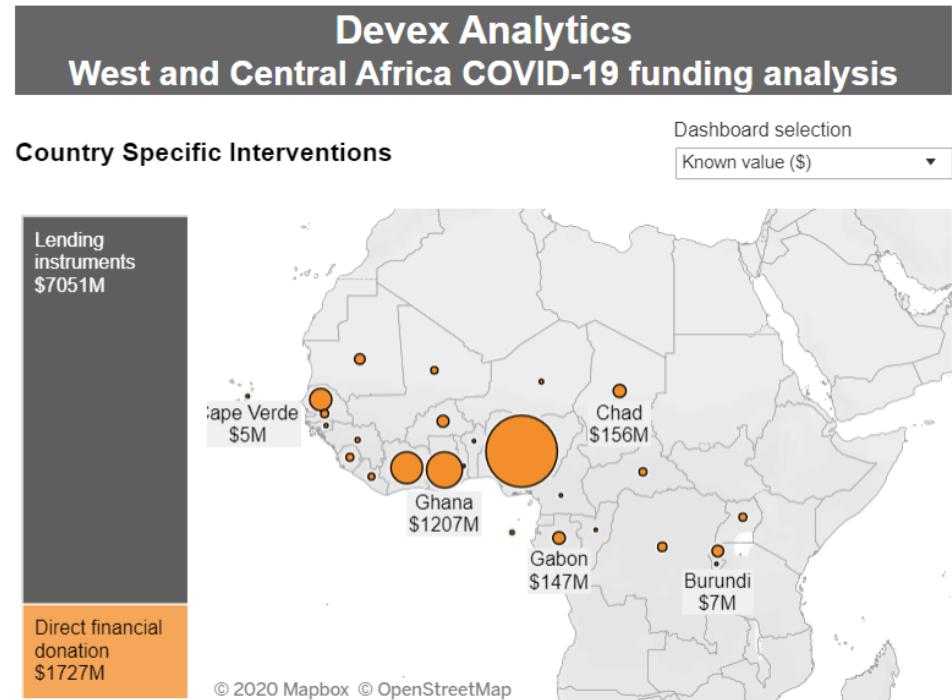 Devex Analytics
West and Central Africa COVID-19 funding analysis
Country Specific Interventions
Dashboard selection
Known value ($)
Lending
instruments
$7051M
Direct financial
donation
$1727M
Cape Verde
$5M
Chad
$156M
Ghana
$1207M
Gabon
$147M
Burundi
$7M
© 2020 Mapbox © OpenStreetMap